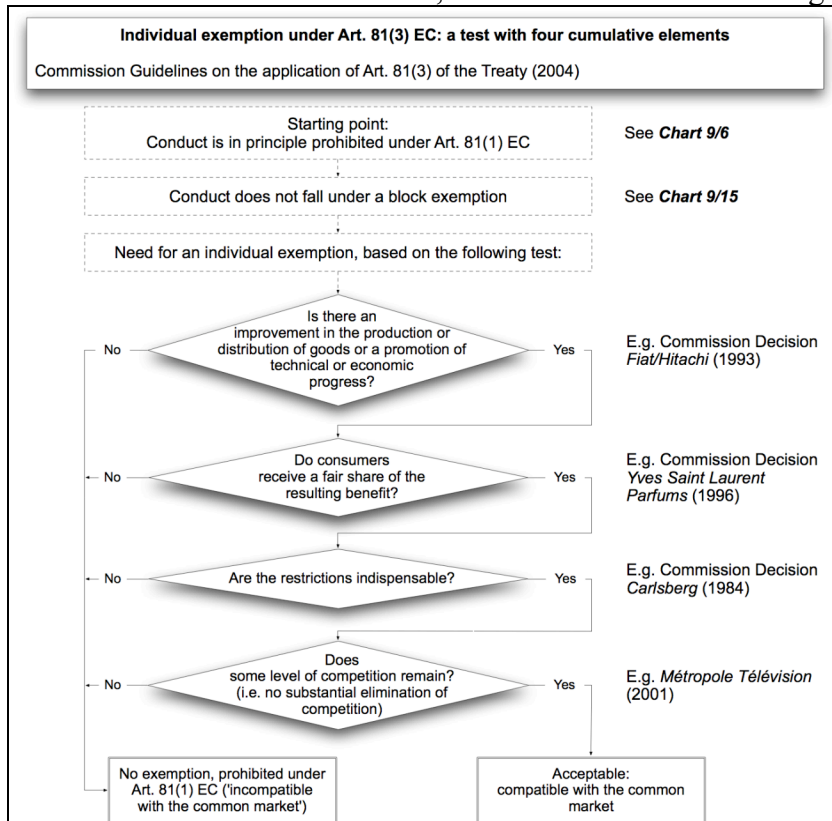 Individual exemption under Art. 81(3) EC: a test with four cumulative elements
Commission Guidelines on the application of Art. 81(3) of the Treaty (2004)
Starting point:
Conduct is in principle prohibited under Art. 81(1) EC
See Chart 9/6
Conduct does not fall under a block exemption
See Chart 9/15
Need for an individual exemption, based on the following test:
Is there an
improvement in the production or
distribution of goods or a promotion of
technical or economic
progress?
No
Yes
E.g. Commission Decision
Fiat/Hitachi (1993)
Do consumers
receive a fair share of the
resulting benefit?
No
Yes
E.g. Commission Decision
Yves Saint Laurent
Parfums (1996)
Are the restrictions indispensable?
No
Yes
E.g. Commission Decision
Carlsberg (1984)
Does
some level of competition remain?
(i.e. no substantial elimination of
competition)
No
Yes
E.g. Métropole Télévision
(2001)
No exemption, prohibited under
Art. 81(1) EC ('incompatible
with the common market')
Acceptable:
compatible with the common
market